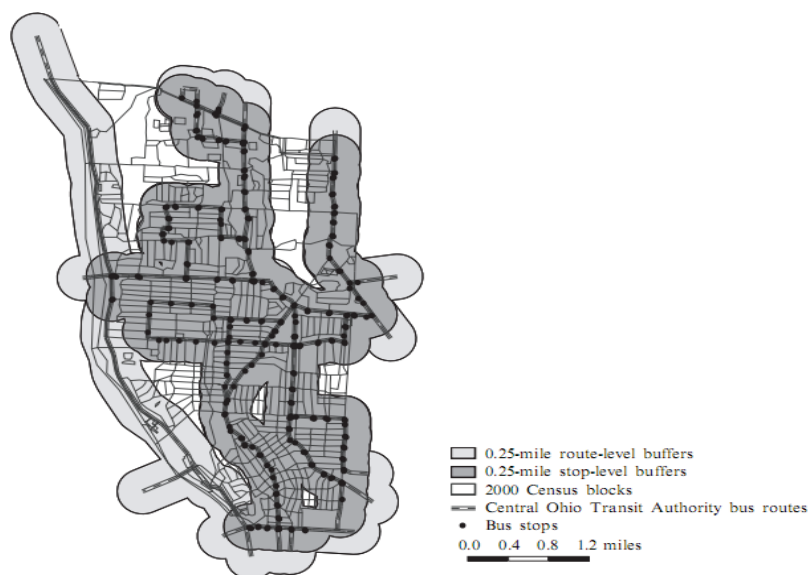 0.25-mile route-level buffers
0.25-mile stop-level buffers
2000 Census blocks
Central Ohio Transit Authority bus routes
Bus stops
0.0 0.4 0.8 1.2 miles